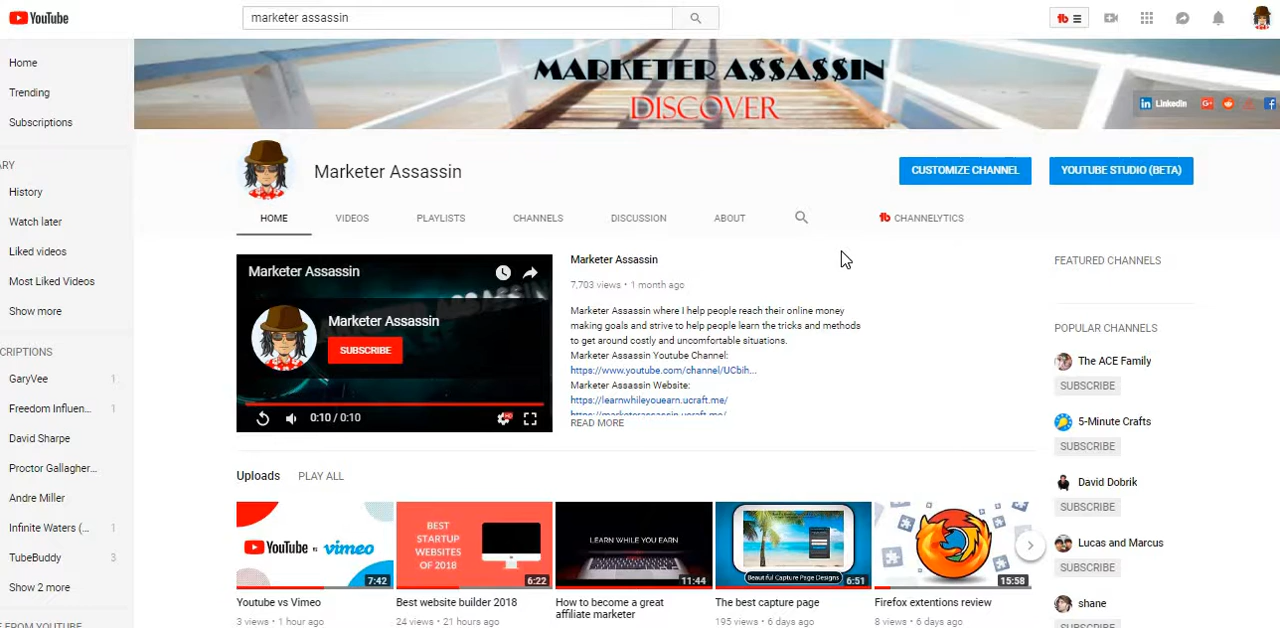 YouTube
marketer assassin
Home
Trending
Subscriptions
ARY
History
Watch later
Liked videos
Most Liked Videos
Show more
CRIPTIONS
GaryVee 1
Freedom Influen... 1
David Sharpe
Proctor Gallagher...
Andre Miller
Infinite Waters (... 1
TubeBuddy 3
Show 2 more
E FROM YOUTUBE
MARKETER A$$A$$IN
DISCOVER
LinkedIn
Marketer Assassin
CUSTOMIZE CHANNEL
YOUTUBE STUDIO (BETA)
HOME VIDEOS PLAYLISTS CHANNELS DISCUSSION ABOUT CHANNELYTICS
Marketer Assassin
Marketer Assassin
SUBSCRIBE
0:10 / 0:10
Marketer Assassin
7,703 views • 1 month ago
Marketer Assassin where I help people reach their online money
making goals and strive to help people learn the tricks and methods
to get around costly and uncomfortable situations.
Marketer Assassin Youtube Channel:
https://www.youtube.com/channel/UCbih...
Marketer Assassin Website:
https://learnwhileyouearn.ucraft.me/
https://marketerassassin.ucraft.me/
READ MORE
Uploads PLAY ALL
YouTube vs vimeo
7:42
Youtube vs Vimeo
3 views • 1 hour ago
BEST
STARTUP
WEBSITES
OF 2018
6:22
Best website builder 2018
24 views • 21 hours ago
LEARN WHILE YOU EARN
11:44
How to become a great
affiliate marketer
Beautiful Capture Page Designs
6:51
The best capture page
195 views • 6 days ago
15:58
Firefox extentions review
8 views • 6 days ago
FEATURED CHANNELS
POPULAR CHANNELS
The ACE Family
SUBSCRIBE
5-Minute Crafts
SUBSCRIBE
David Dobrik
SUBSCRIBE
Lucas and Marcus
SUBSCRIBE
shane
SUBSCRIBE